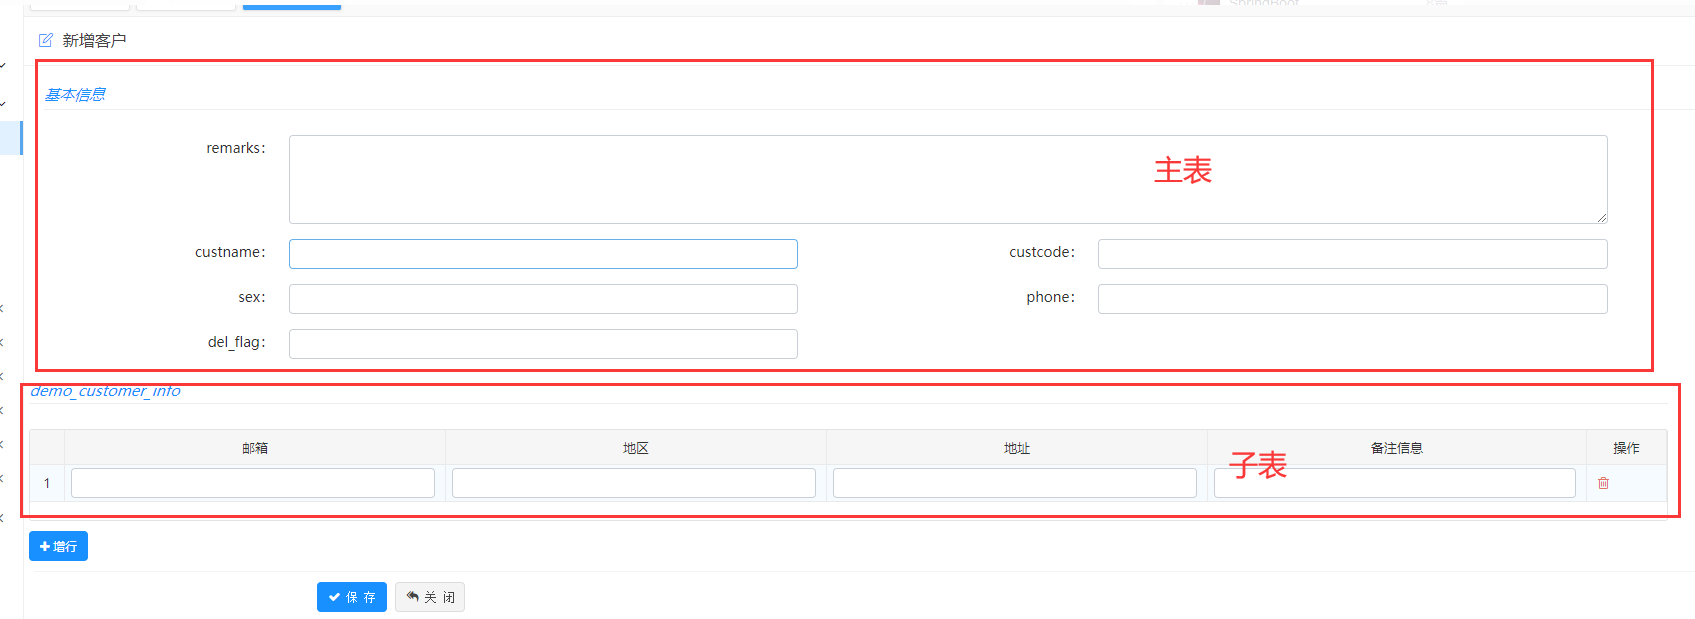 SpringBoot
新增客户
基本信息
remarks:
主表
custname:
custcode:
sex:
phone:
del_flag:
demo_customer_info
邮箱 地区 地址 备注信息 操作
子表
1
增行
保 存 关 闭